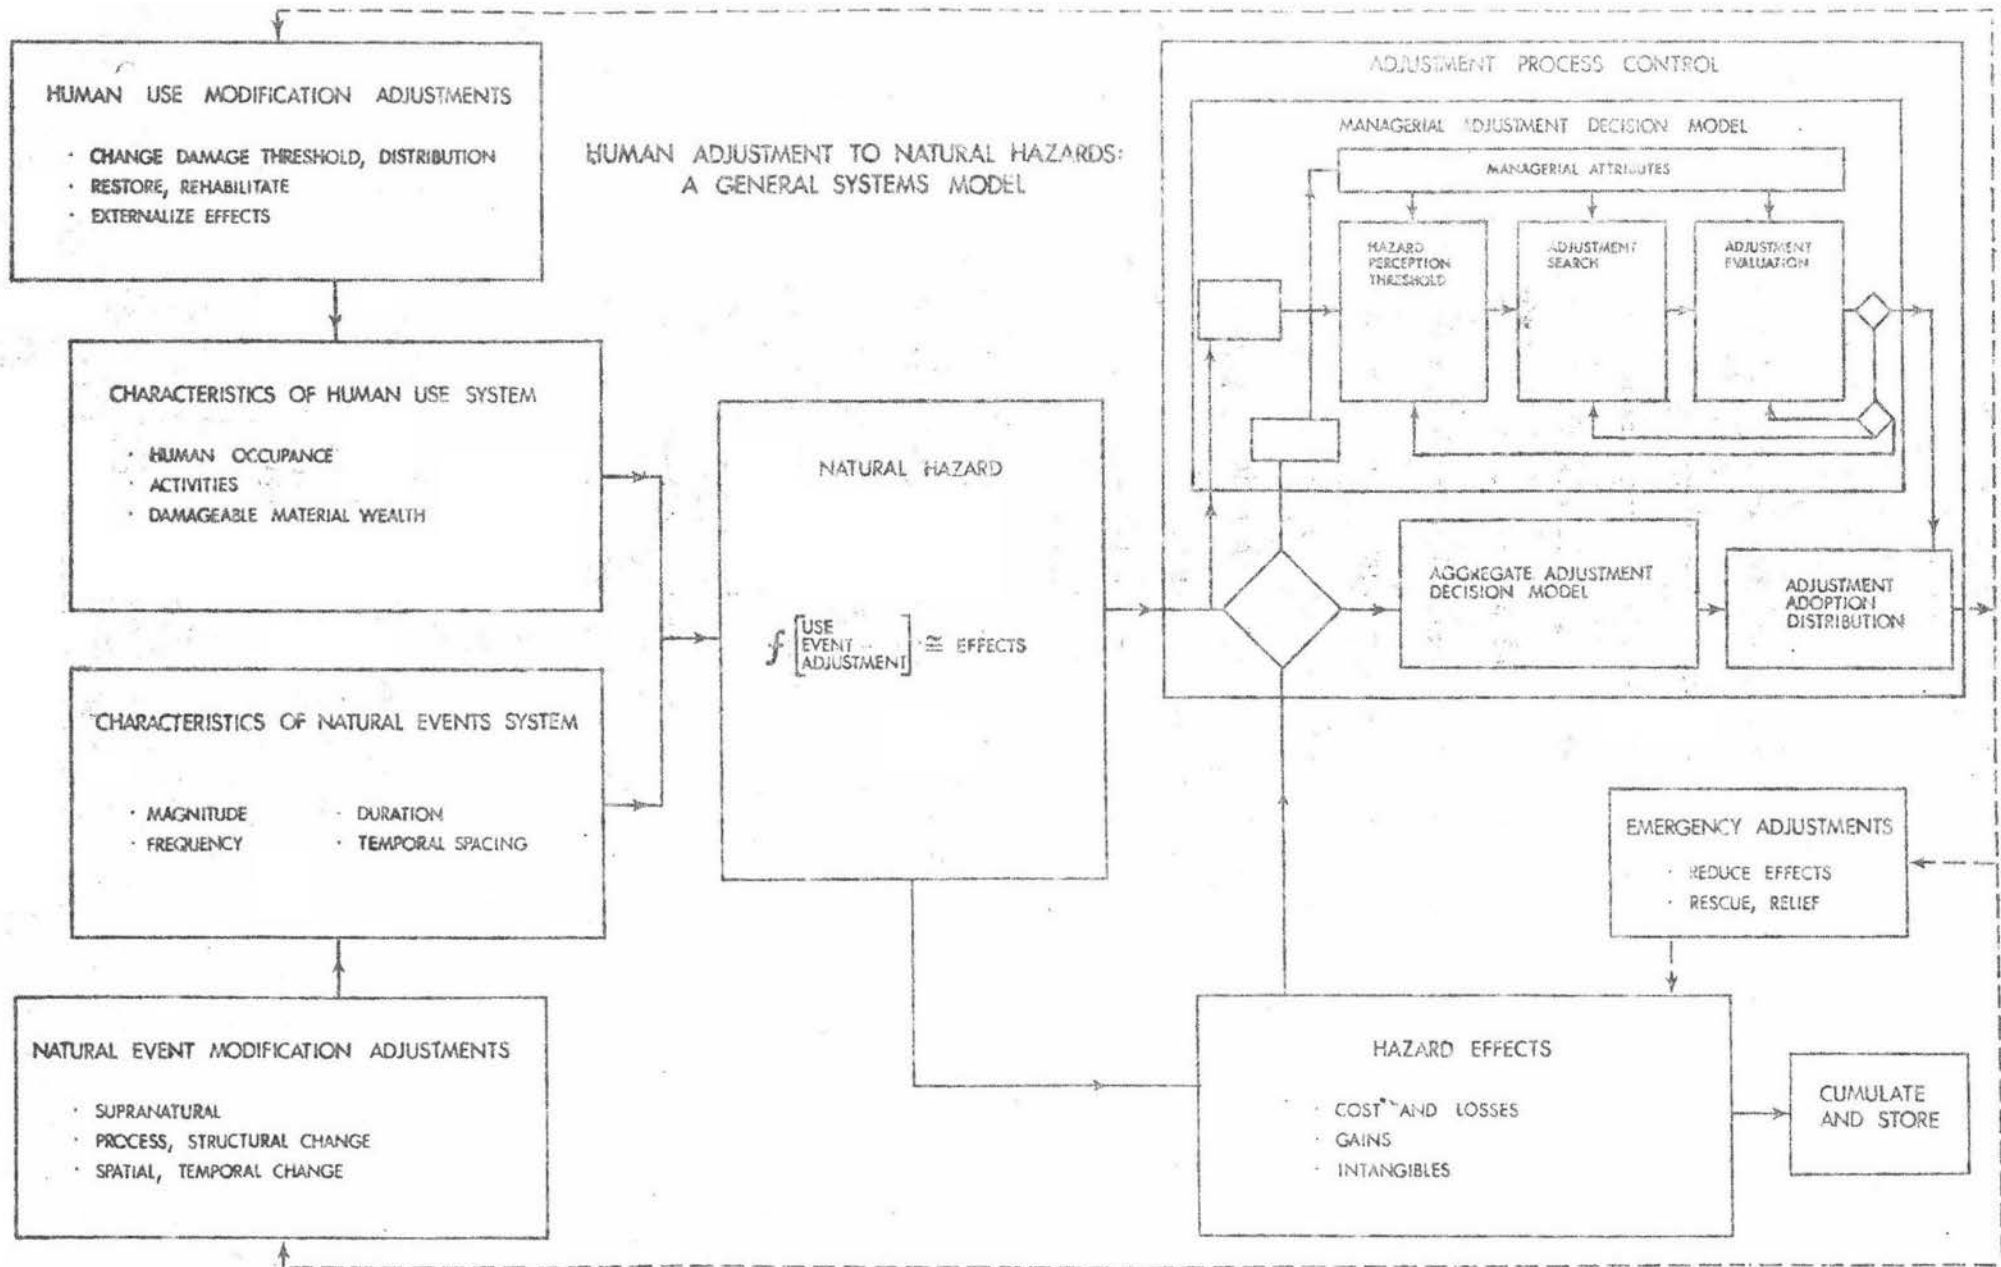 HUMAN USE MODIFICATION ADJUSTMENTS
· CHANGE DAMAGE THRESHOLD, DISTRIBUTION
· RESTORE, REHABILITATE
· EXTERNALIZE EFFECTS
HUMAN ADJUSTMENT TO NATURAL HAZARDS:
A GENERAL SYSTEMS MODEL
CHARACTERISTICS OF HUMAN USE SYSTEM
· HUMAN OCCUPANCE
· ACTIVITIES
· DAMAGEABLE MATERIAL WEALTH
CHARACTERISTICS OF NATURAL EVENTS SYSTEM
· MAGNITUDE · DURATION
· FREQUENCY · TEMPORAL SPACING
NATURAL EVENT MODIFICATION ADJUSTMENTS
· SUPRANATURAL
· PROCESS, STRUCTURAL CHANGE
· SPATIAL, TEMPORAL CHANGE
NATURAL HAZARD
f [USE
EVENT
ADJUSTMENT] ≅ EFFECTS
ADJUSTMENT PROCESS CONTROL
MANAGERIAL ADJUSTMENT DECISION MODEL
MANAGERIAL ATTRIBUTES
HAZARD
PERCEPTION
THRESHOLD
ADJUSTMENT
SEARCH
ADJUSTMENT
EVALUATION
AGGREGATE ADJUSTMENT
DECISION MODEL
ADJUSTMENT
ADOPTION
DISTRIBUTION
EMERGENCY ADJUSTMENTS
· REDUCE EFFECTS
· RESCUE, RELIEF
HAZARD EFFECTS
· COST AND LOSSES
· GAINS
· INTANGIBLES
CUMULATE
AND STORE